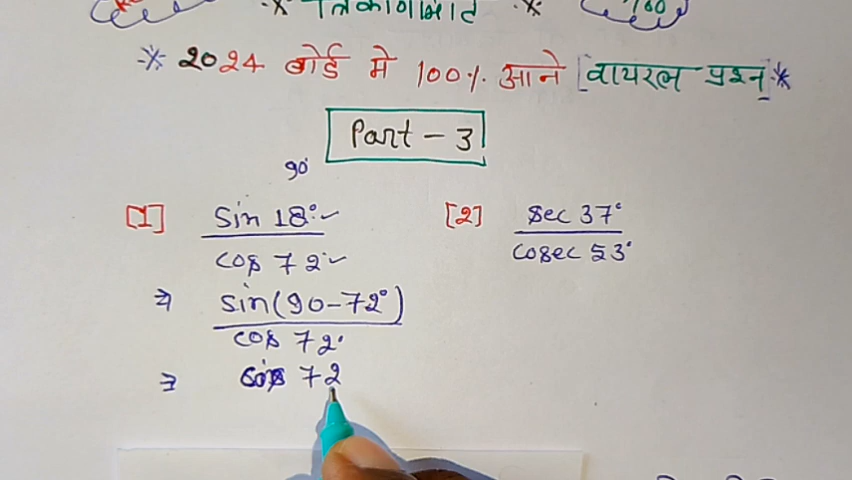 * त्रिकोणमिति *
* 2024 बोर्ड मे 100% आने [वायरल प्रश्न] *
Part - 3
90°
[1] sin 18° ✓
cos 72 ✓
⇒ sin(90-72°)
cos 72°
⇒ cos 72
[2] sec 37°
cosec 53°